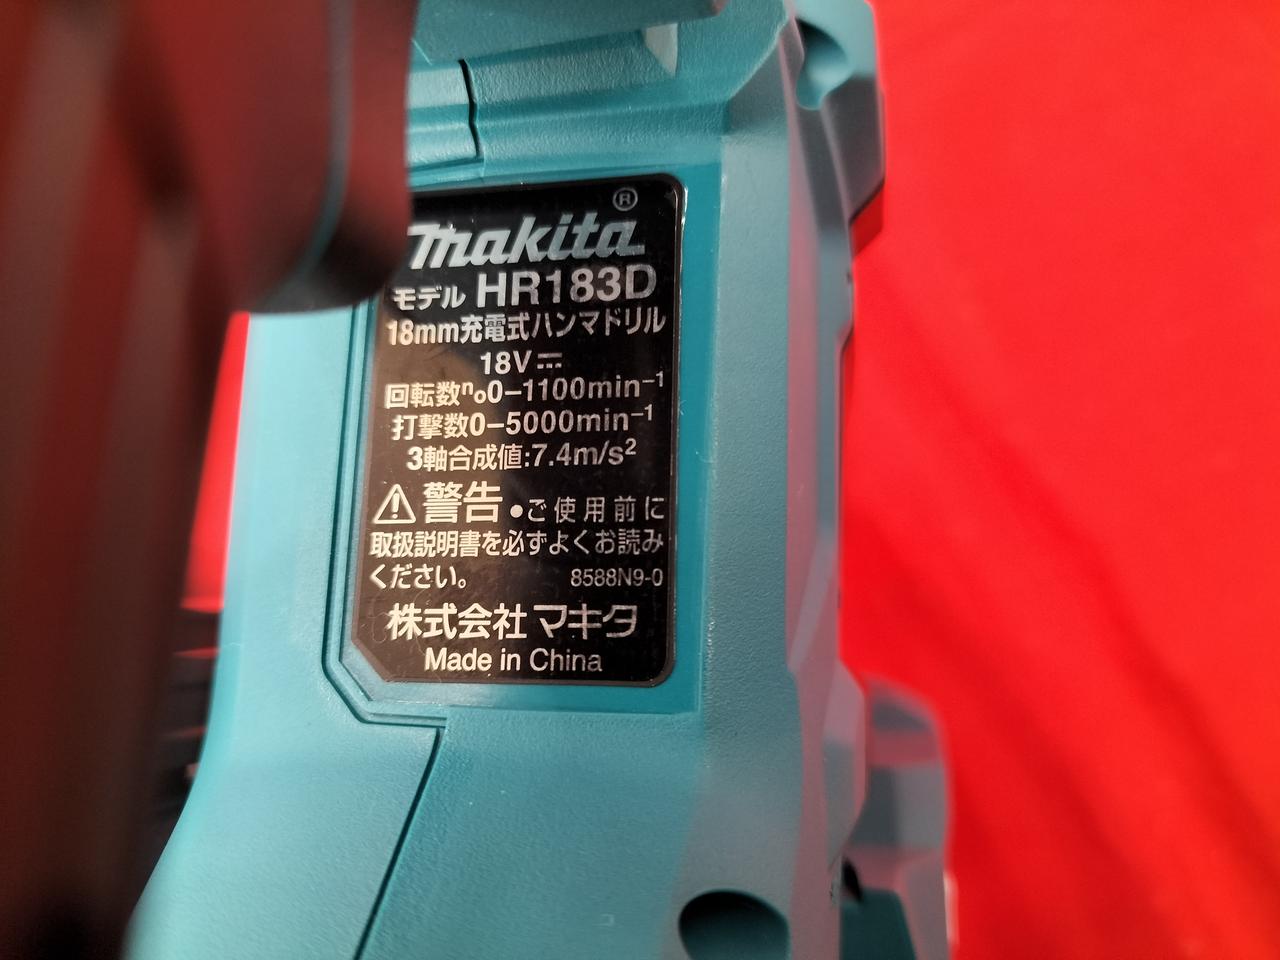 ®
makita
モデル HR183D
18mm充電式ハンマドリル
18V⎓
回転数n₀0−1100min⁻¹
打撃数0−5000min⁻¹
3軸合成値:7.4m/s²
⚠警告 •ご使用前に
取扱説明書を必ずよくお読み
ください。 8588N9-0
株式会社マキタ
Made in China